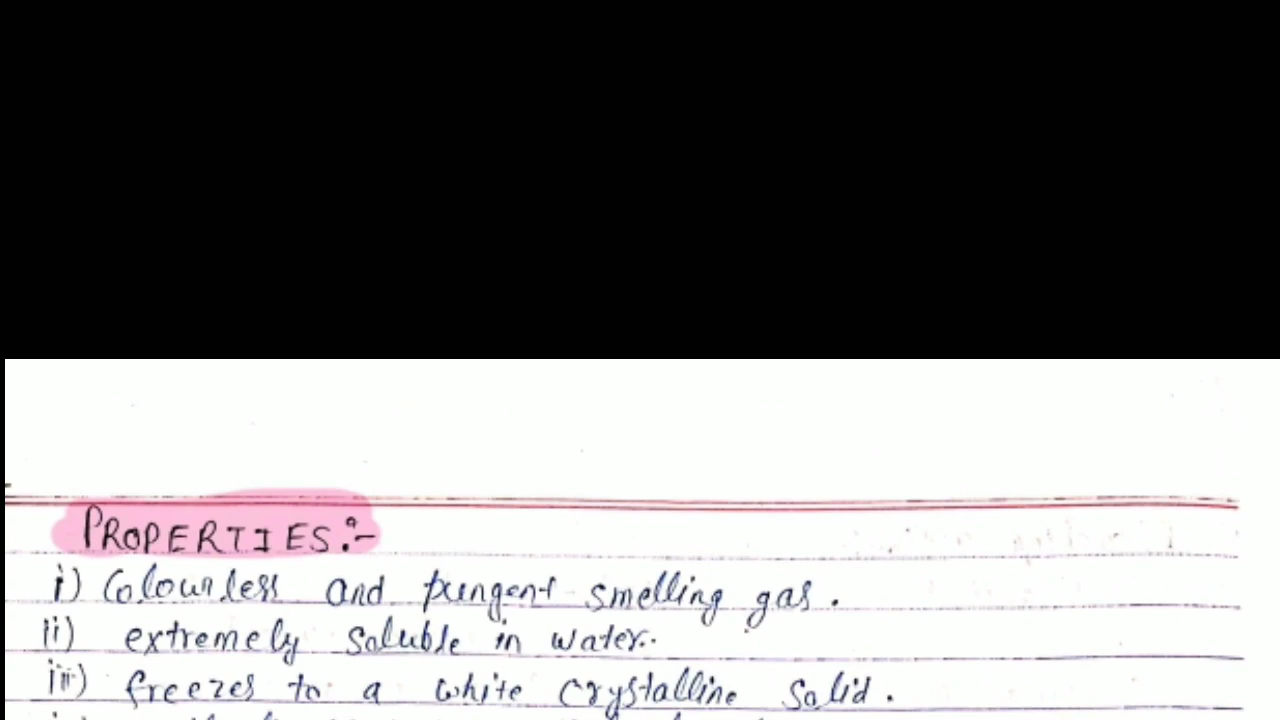 PROPERTIES:-
i) Colourless and pungent smelling gas.
ii) extremely soluble in water.
iii) freezes to a white crystalline solid.